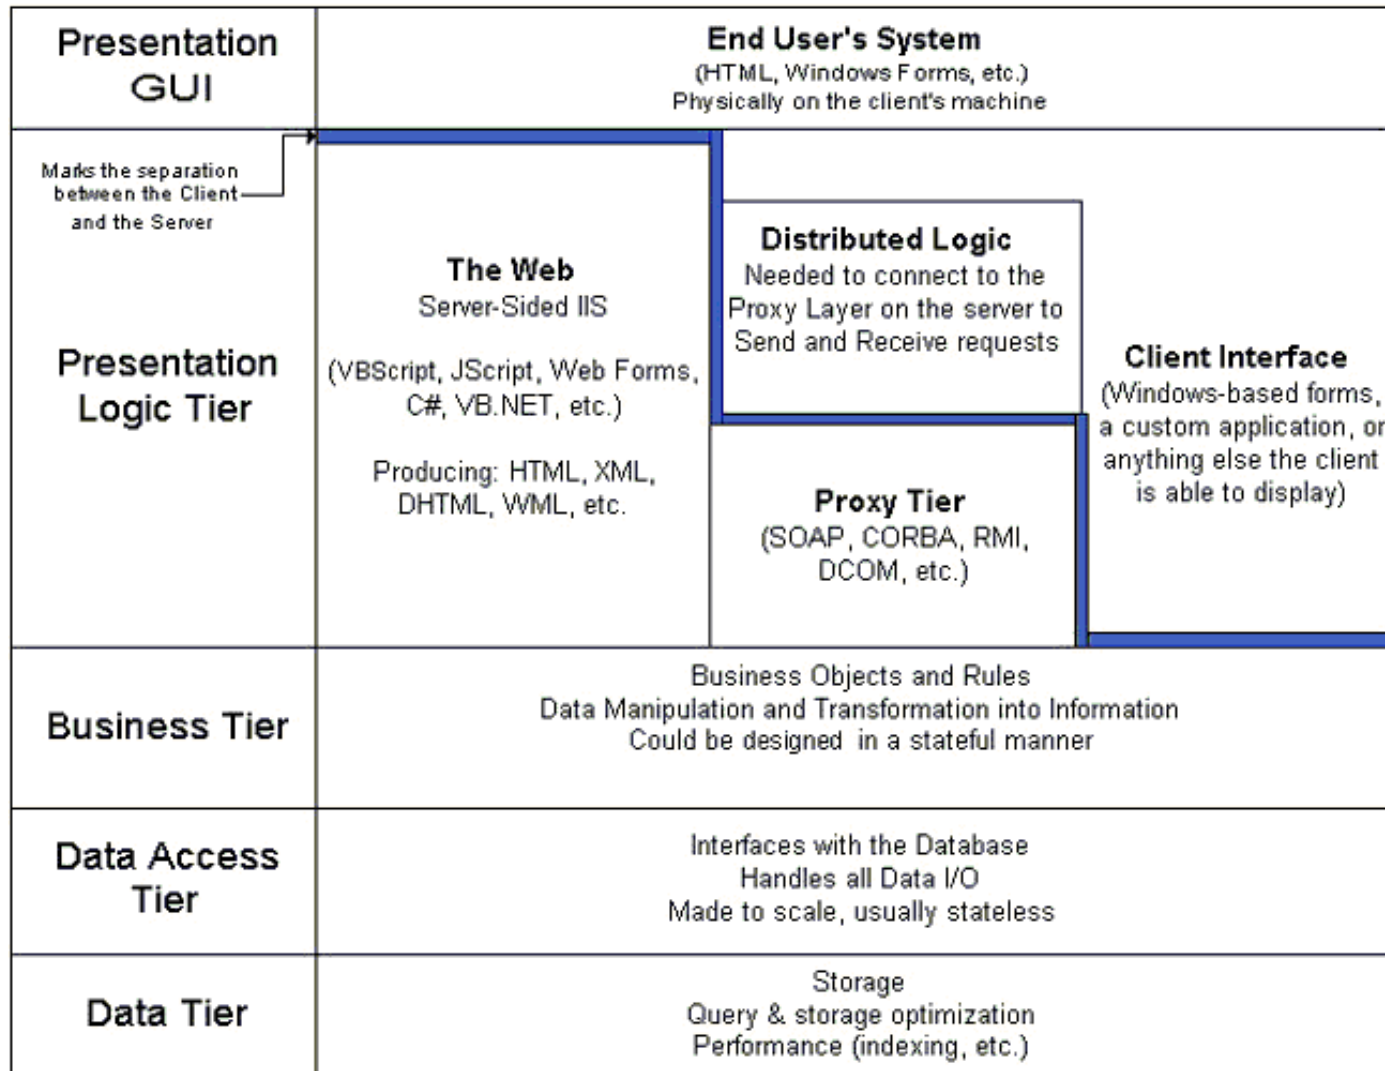 Presentation
GUI
End User's System
(HTML, Windows Forms, etc.)
Physically on the client's machine
Marks the separation
between the Client
and the Server
Presentation
Logic Tier
The Web
Server-Sided IIS
(VBScript, JScript, Web Forms,
C#, VB.NET, etc.)
Producing: HTML, XML,
DHTML, WML, etc.
Distributed Logic
Needed to connect to the
Proxy Layer on the server to
Send and Receive requests
Proxy Tier
(SOAP, CORBA, RMI,
DCOM, etc.)
Client Interface
(Windows-based forms,
a custom application, or
anything else the client
is able to display)
Business Tier
Business Objects and Rules
Data Manipulation and Transformation into Information
Could be designed in a stateful manner
Data Access
Tier
Interfaces with the Database
Handles all Data I/O
Made to scale, usually stateless
Data Tier
Storage
Query & storage optimization
Performance (indexing, etc.)